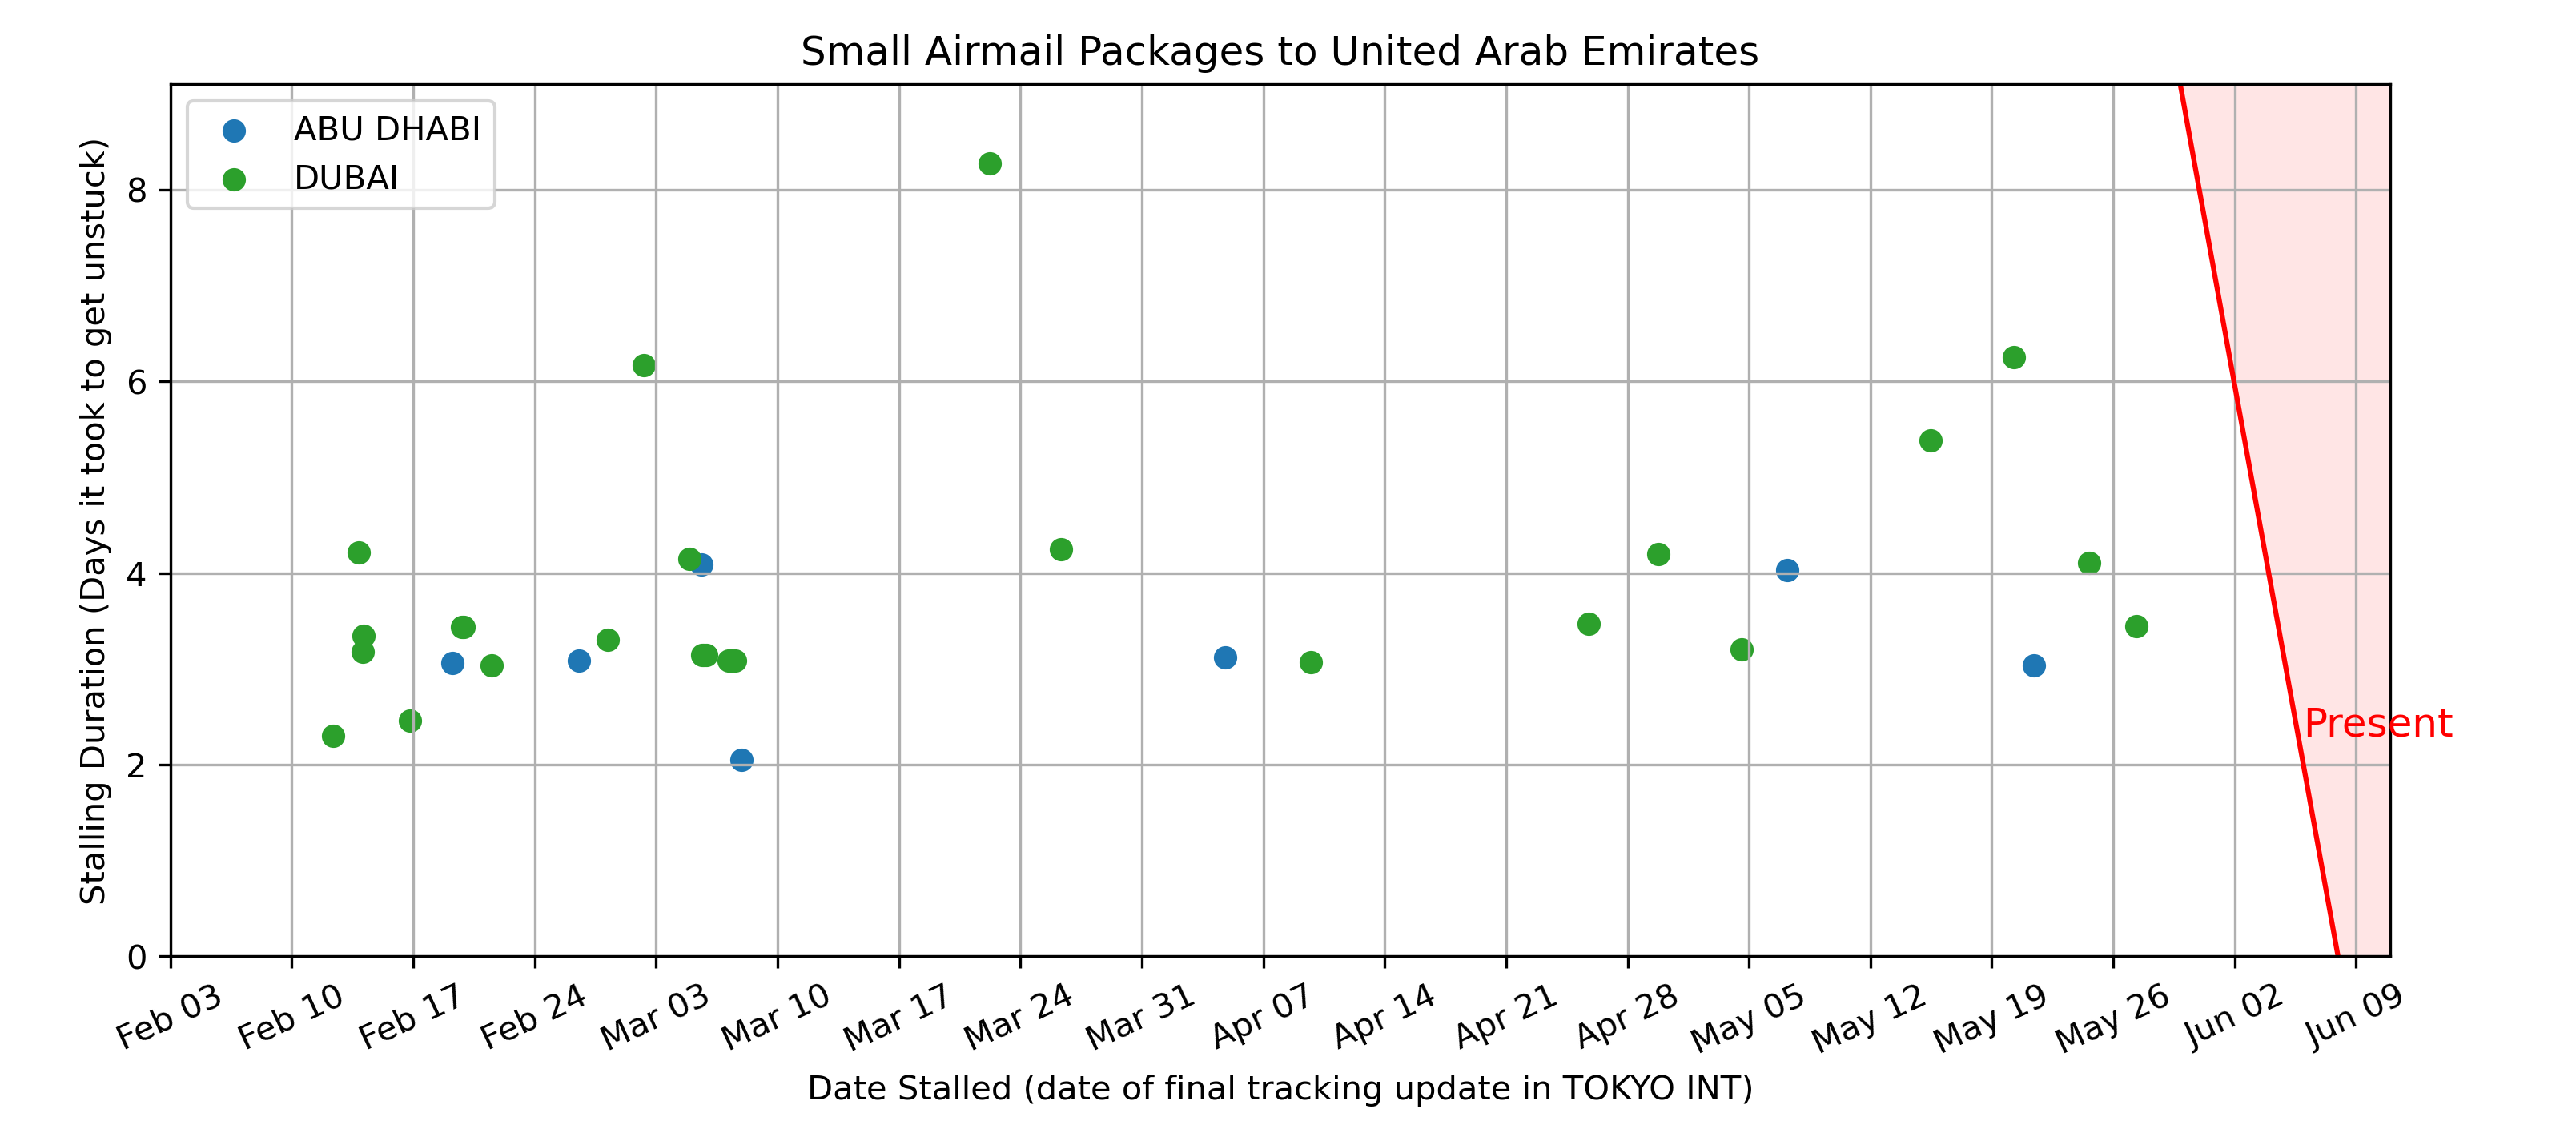 Small Airmail Packages to United Arab Emirates
ABU DHABI
DUBAI
Stalling Duration (Days it took to get unstuck)
8
6
4
2
0
Present
Feb 03
Feb 10
Feb 17
Feb 24
Mar 03
Mar 10
Mar 17
Mar 24
Mar 31
Apr 07
Apr 14
Apr 21
Apr 28
May 05
May 12
May 19
May 26
Jun 02
Jun 09
Date Stalled (date of final tracking update in TOKYO INT)